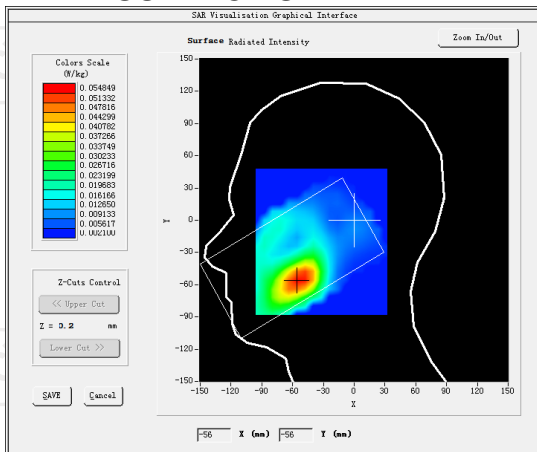 SAR Visualisation Graphical Interface
Surface Radiated Intensity
Zoom In/Out
Colors Scale
(W/kg)
0.054849
0.051332
0.047816
0.044299
0.040782
0.037266
0.033749
0.030233
0.026716
0.023199
0.019683
0.016166
0.012650
0.009133
0.005617
0.002100
150
120
90
60
30
0
-30
-60
-90
-120
-150
Y
-150 -120 -90 -60 -30 0 30 60 90 120 150
X
Z-Cuts Control
<< Upper Cut
Z = 0.2 mm
Lower Cut >>
SAVE Cancel
-56 X (mm) -56 Y (mm)